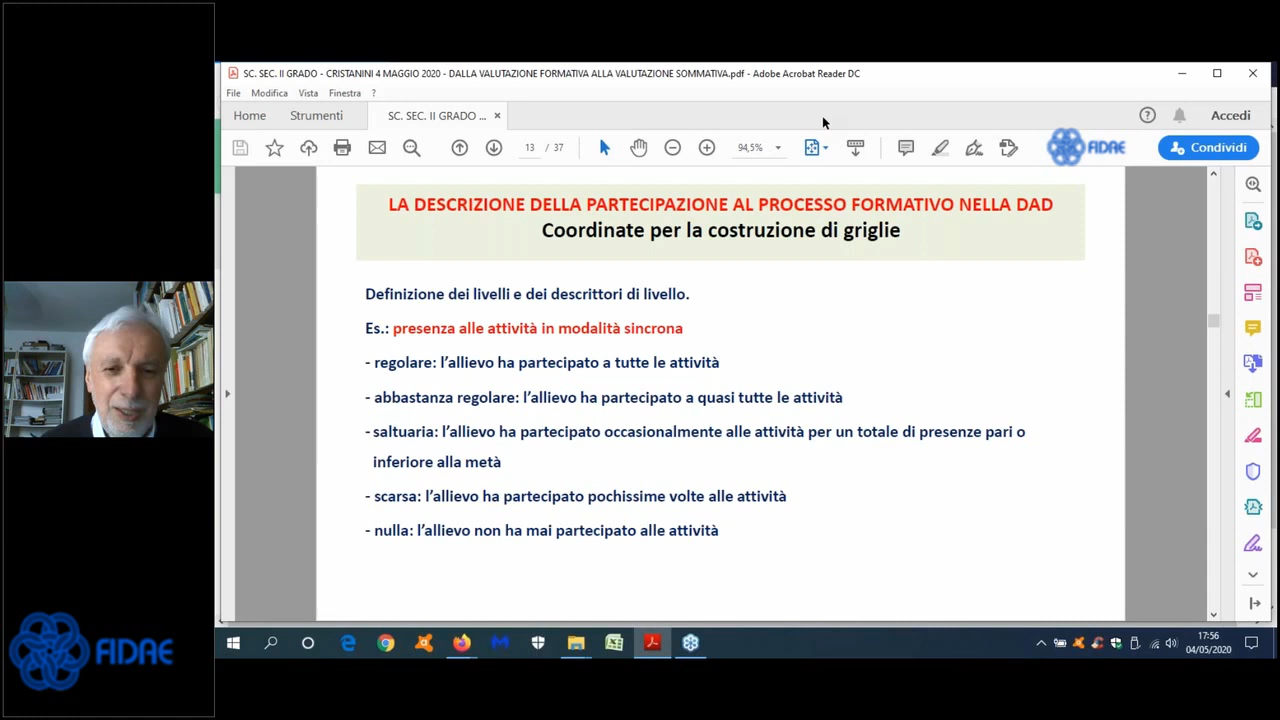 SC. SEC. II GRADO - CRISTANINI 4 MAGGIO 2020 - DALLA VALUTAZIONE FORMATIVA ALLA VALUTAZIONE SOMMATIVA.pdf - Adobe Acrobat Reader DC
File Modifica Vista Finestra ?
Home Strumenti SC. SEC. II GRADO ... × Accedi
13 / 37 94,5% FIDAE Condividi
LA DESCRIZIONE DELLA PARTECIPAZIONE AL PROCESSO FORMATIVO NELLA DAD
Coordinate per la costruzione di griglie
Definizione dei livelli e dei descrittori di livello.
Es.: presenza alle attività in modalità sincrona
- regolare: l’allievo ha partecipato a tutte le attività
- abbastanza regolare: l’allievo ha partecipato a quasi tutte le attività
- saltuaria: l’allievo ha partecipato occasionalmente alle attività per un totale di presenze pari o
inferiore alla metà
- scarsa: l’allievo ha partecipato pochissime volte alle attività
- nulla: l’allievo non ha mai partecipato alle attività
FIDAE
17:56
04/05/2020